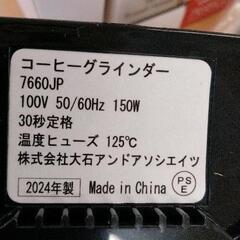 コーヒーグラインダー
7660JP
100V 50/60Hz 150W
30秒定格
温度ヒューズ 125℃
株式会社大石アンドアソシエイツ
2024年製 Made in China PS E